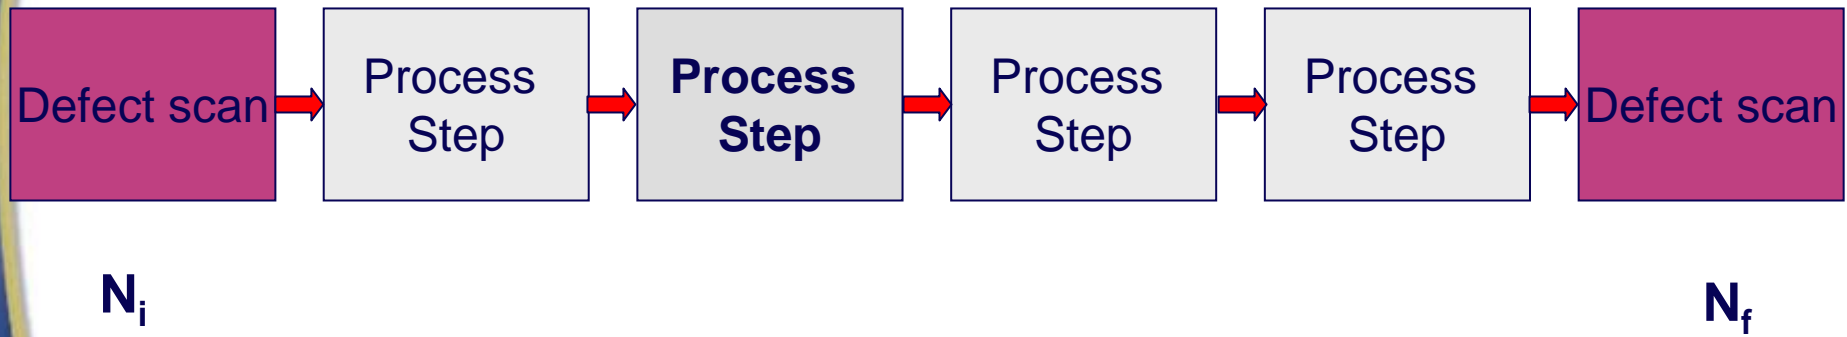 Defect scan
Process
Step
Process
Step
Process
Step
Process
Step
Defect scan
Ni
Nf